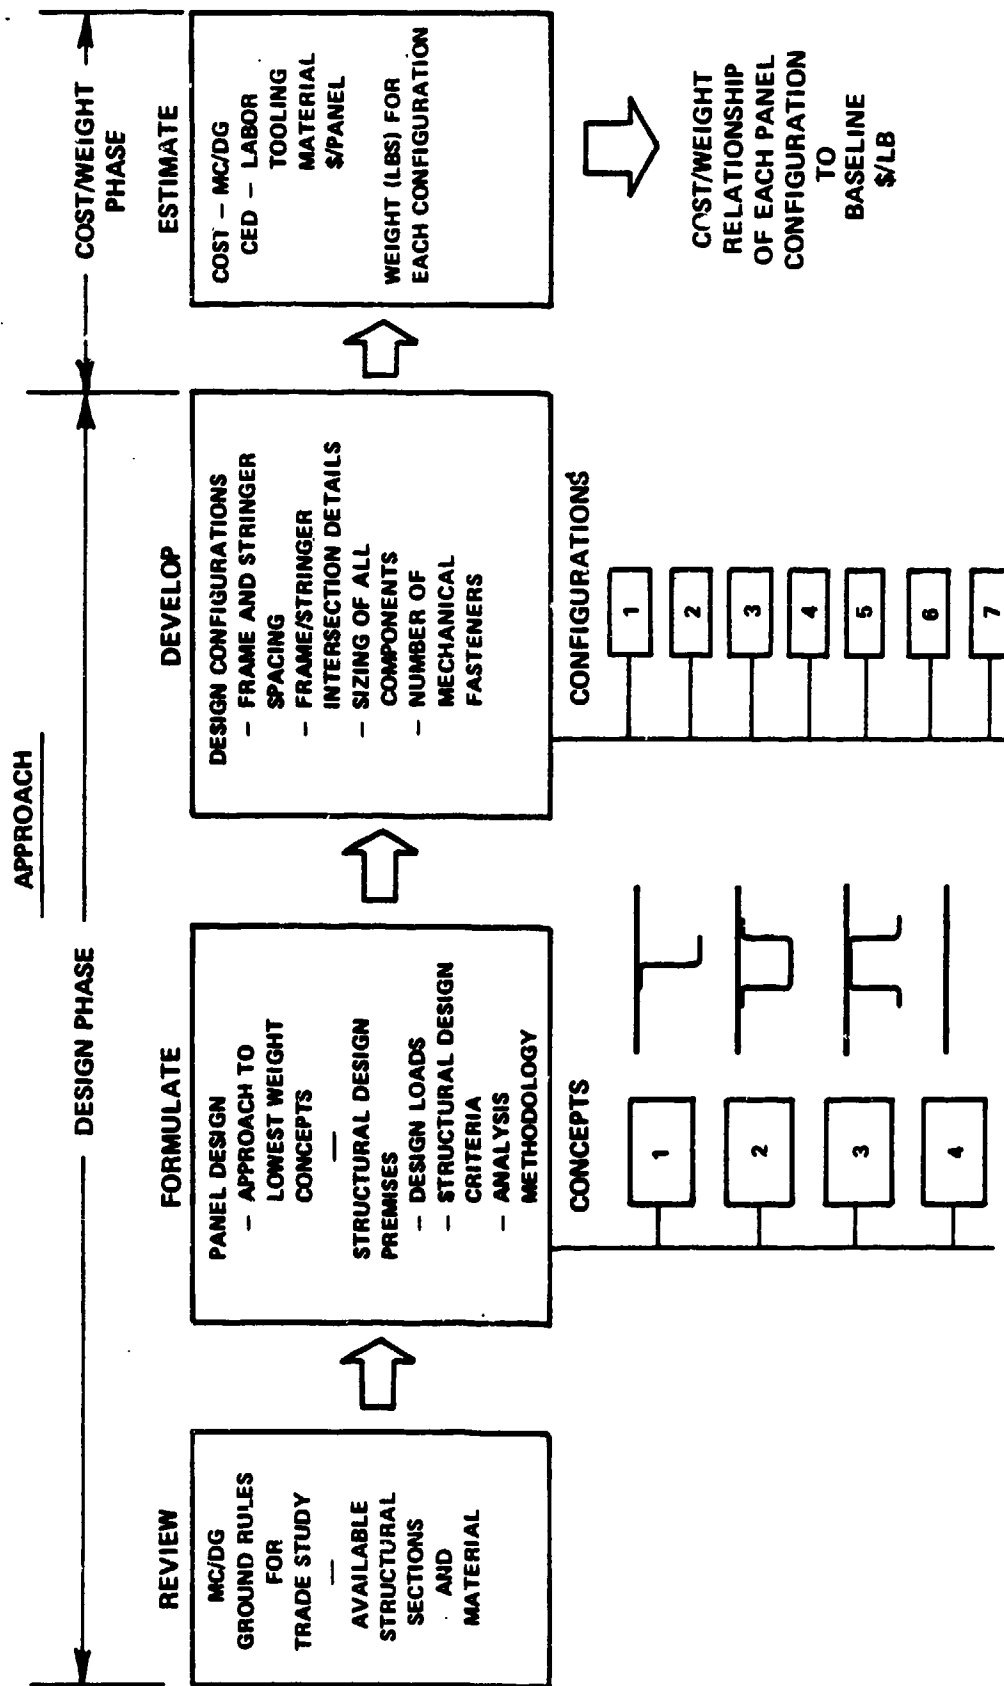 APPROACH
DESIGN PHASE
COST/WEIGHT
PHASE
REVIEW
MC/DG
GROUND RULES
FOR
TRADE STUDY
—
AVAILABLE
STRUCTURAL
SECTIONS
AND
MATERIAL
FORMULATE
PANEL DESIGN
– APPROACH TO
LOWEST WEIGHT
CONCEPTS
—
STRUCTURAL DESIGN
PREMISES
– DESIGN LOADS
– STRUCTURAL DESIGN
CRITERIA
– ANALYSIS
METHODOLOGY
CONCEPTS
1
2
3
4
DEVELOP
DESIGN CONFIGURATIONS
– FRAME AND STRINGER
SPACING
– FRAME/STRINGER
INTERSECTION DETAILS
– SIZING OF ALL
COMPONENTS
– NUMBER OF
MECHANICAL
FASTENERS
CONFIGURATIONS
1
2
3
4
5
6
7
ESTIMATE
COST – MC/DG
CED – LABOR
TOOLING
MATERIAL
$/PANEL
WEIGHT (LBS) FOR
EACH CONFIGURATION
COST/WEIGHT
RELATIONSHIP
OF EACH PANEL
CONFIGURATION
TO
BASELINE
$/LB